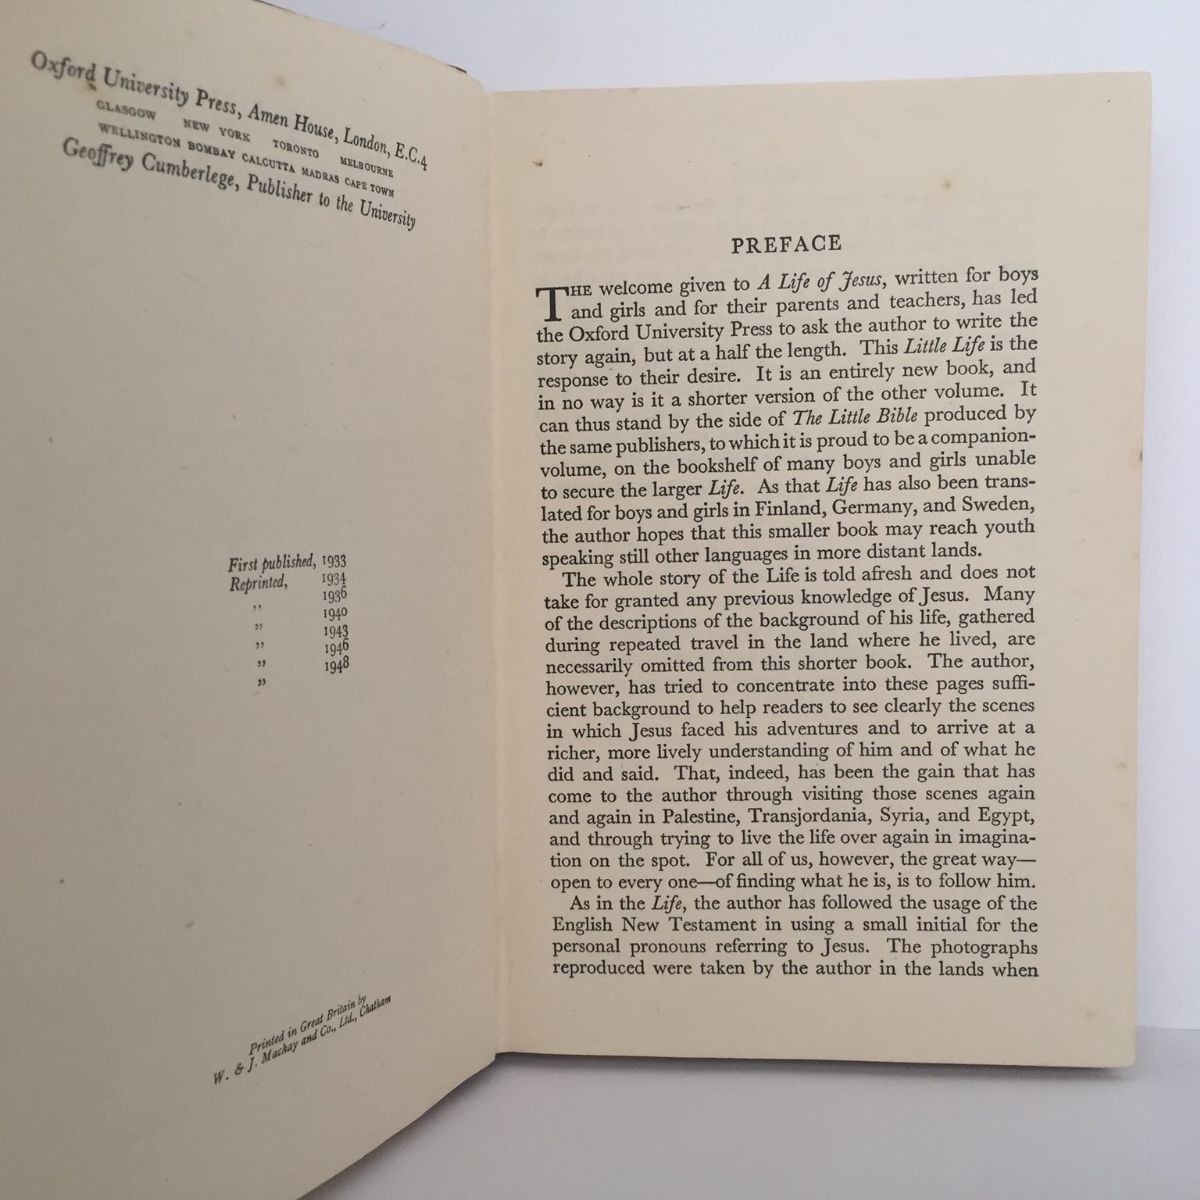 Oxford University Press, Amen House, London, E.C.4
GLASGOW NEW YORK TORONTO MELBOURNE
WELLINGTON BOMBAY CALCUTTA MADRAS CAPE TOWN
Geoffrey Cumberlege, Publisher to the University
First published, 1933
Reprinted, 1934
„ 1936
„ 1940
„ 1943
„ 1946
„ 1948
Printed in Great Britain by
W. & J. Mackay and Co., Ltd., Chatham
PREFACE
THE welcome given to A Life of Jesus, written for boys
and girls and for their parents and teachers, has led
the Oxford University Press to ask the author to write the
story again, but at a half the length. This Little Life is the
response to their desire. It is an entirely new book, and
in no way is it a shorter version of the other volume. It
can thus stand by the side of The Little Bible produced by
the same publishers, to which it is proud to be a companion-
volume, on the bookshelf of many boys and girls unable
to secure the larger Life. As that Life has also been trans-
lated for boys and girls in Finland, Germany, and Sweden,
the author hopes that this smaller book may reach youth
speaking still other languages in more distant lands.
The whole story of the Life is told afresh and does not
take for granted any previous knowledge of Jesus. Many
of the descriptions of the background of his life, gathered
during repeated travel in the land where he lived, are
necessarily omitted from this shorter book. The author,
however, has tried to concentrate into these pages suffi-
cient background to help readers to see clearly the scenes
in which Jesus faced his adventures and to arrive at a
richer, more lively understanding of him and of what he
did and said. That, indeed, has been the gain that has
come to the author through visiting those scenes again
and again in Palestine, Transjordania, Syria, and Egypt,
and through trying to live the life over again in imagina-
tion on the spot. For all of us, however, the great way—
open to every one—of finding what he is, is to follow him.
As in the Life, the author has followed the usage of the
English New Testament in using a small initial for the
personal pronouns referring to Jesus. The photographs
reproduced were taken by the author in the lands when